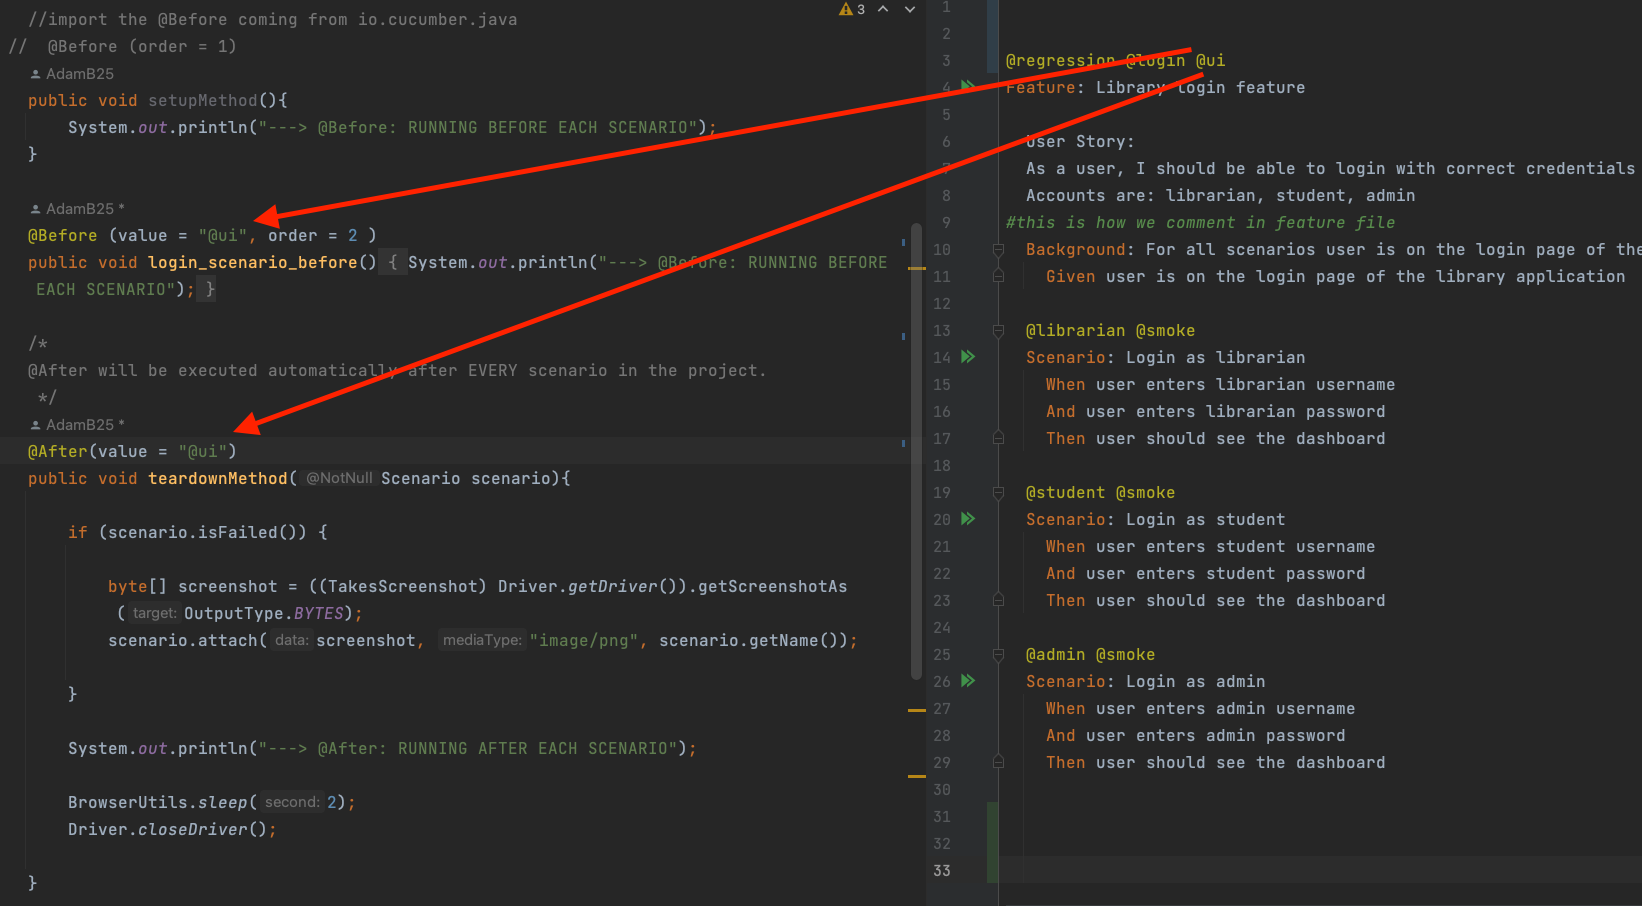 //import the @Before coming from io.cucumber.java
//  @Before (order = 1)
AdamB25
public void setupMethod(){
System.out.println("---> @Before: RUNNING BEFORE EACH SCENARIO");
}
AdamB25 *
@Before (value = "@ui", order = 2 )
public void login_scenario_before() { System.out.println("---> @Before: RUNNING BEFORE
EACH SCENARIO"); }
/*
@After will be executed automatically after EVERY scenario in the project.
*/
AdamB25 *
@After(value = "@ui")
public void teardownMethod( @NotNull Scenario scenario){
if (scenario.isFailed()) {
byte[] screenshot = ((TakesScreenshot) Driver.getDriver()).getScreenshotAs
( target: OutputType.BYTES);
scenario.attach( data: screenshot, mediaType: "image/png", scenario.getName());
}
System.out.println("---> @After: RUNNING AFTER EACH SCENARIO");
BrowserUtils.sleep( second: 2);
Driver.closeDriver();
}
3
1
2
3 @regression @login @ui
4 Feature: Library login feature
5
6 User Story:
7 As a user, I should be able to login with correct credentials
8 Accounts are: librarian, student, admin
9 #this is how we comment in feature file
10 Background: For all scenarios user is on the login page of the
11 Given user is on the login page of the library application
12
13 @librarian @smoke
14 Scenario: Login as librarian
15 When user enters librarian username
16 And user enters librarian password
17 Then user should see the dashboard
18
19 @student @smoke
20 Scenario: Login as student
21 When user enters student username
22 And user enters student password
23 Then user should see the dashboard
24
25 @admin @smoke
26 Scenario: Login as admin
27 When user enters admin username
28 And user enters admin password
29 Then user should see the dashboard
30
31
32
33